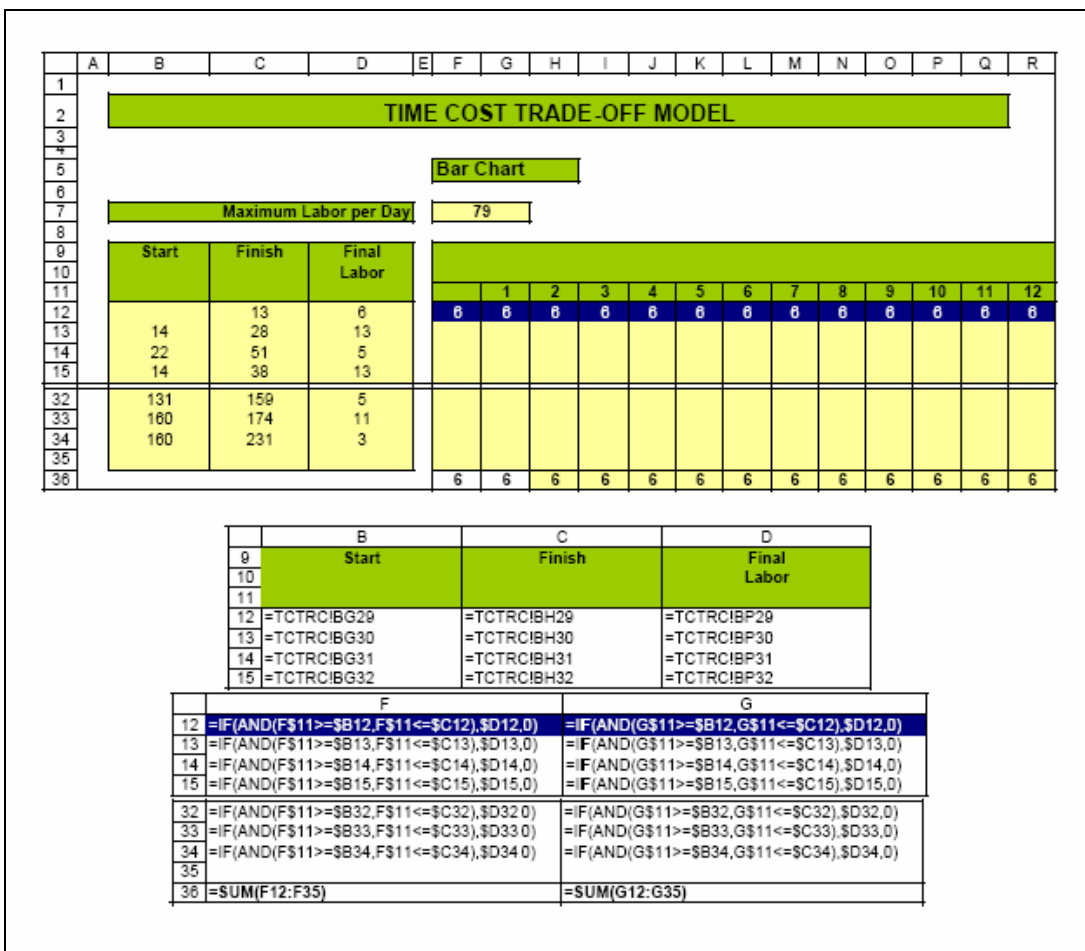 A B C D E F G H I J K L M N O P Q R
1
2 TIME COST TRADE-OFF MODEL
3
4
5 Bar Chart
6
7 Maximum Labor per Day 79
8
9 Start Finish Final
10 Labor
11 1 2 3 4 5 6 7 8 9 10 11 12
12 13 6 6 6 6 6 6 6 6 6 6 6 6 6 6
13 14 28 13
14 22 51 5
15 14 38 13
32 131 159 5
33 160 174 11
34 160 231 3
35
36 6 6 6 6 6 6 6 6 6 6 6 6 6
B C D
9 Start Finish Final
10 Labor
11
12 =TCTRC!BG29 =TCTRC!BH29 =TCTRC!BP29
13 =TCTRC!BG30 =TCTRC!BH30 =TCTRC!BP30
14 =TCTRC!BG31 =TCTRC!BH31 =TCTRC!BP31
15 =TCTRC!BG32 =TCTRC!BH32 =TCTRC!BP32
F G
12 =IF(AND(F$11>=$B12,F$11<=$C12),$D12,0) =IF(AND(G$11>=$B12,G$11<=$C12),$D12,0)
13 =IF(AND(F$11>=$B13,F$11<=$C13),$D13,0) =IF(AND(G$11>=$B13,G$11<=$C13),$D13,0)
14 =IF(AND(F$11>=$B14,F$11<=$C14),$D14,0) =IF(AND(G$11>=$B14,G$11<=$C14),$D14,0)
15 =IF(AND(F$11>=$B15,F$11<=$C15),$D15,0) =IF(AND(G$11>=$B15,G$11<=$C15),$D15,0)
32 =IF(AND(F$11>=$B32,F$11<=$C32),$D32 0) =IF(AND(G$11>=$B32,G$11<=$C32),$D32,0)
33 =IF(AND(F$11>=$B33,F$11<=$C33),$D33 0) =IF(AND(G$11>=$B33,G$11<=$C33),$D33,0)
34 =IF(AND(F$11>=$B34,F$11<=$C34),$D34 0) =IF(AND(G$11>=$B34,G$11<=$C34),$D34,0)
35
36 =SUM(F12:F35) =SUM(G12:G35)